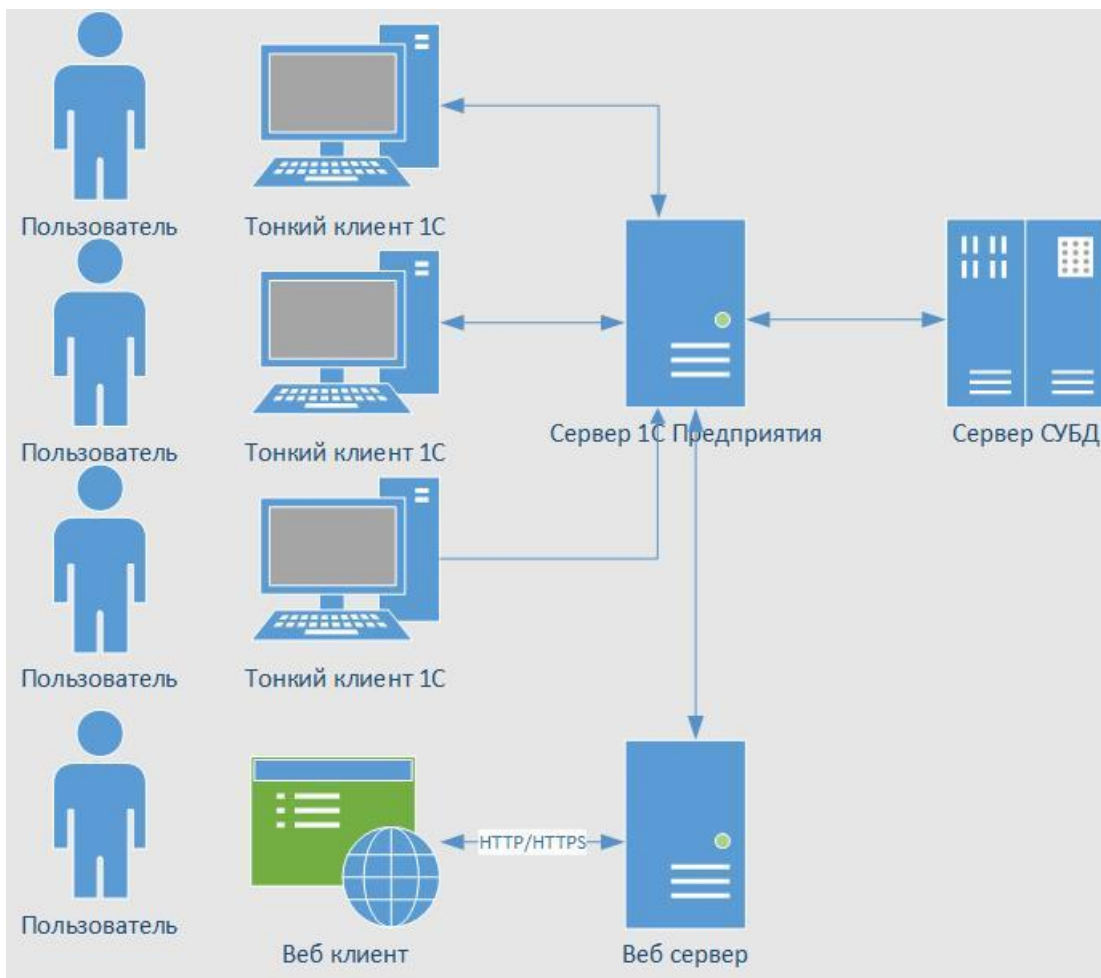 Пользователь
Тонкий клиент 1С
Пользователь
Тонкий клиент 1С
Сервер 1С Предприятия
Сервер СУБД
Пользователь
Тонкий клиент 1С
HTTP/HTTPS
Пользователь
Веб клиент
Веб сервер